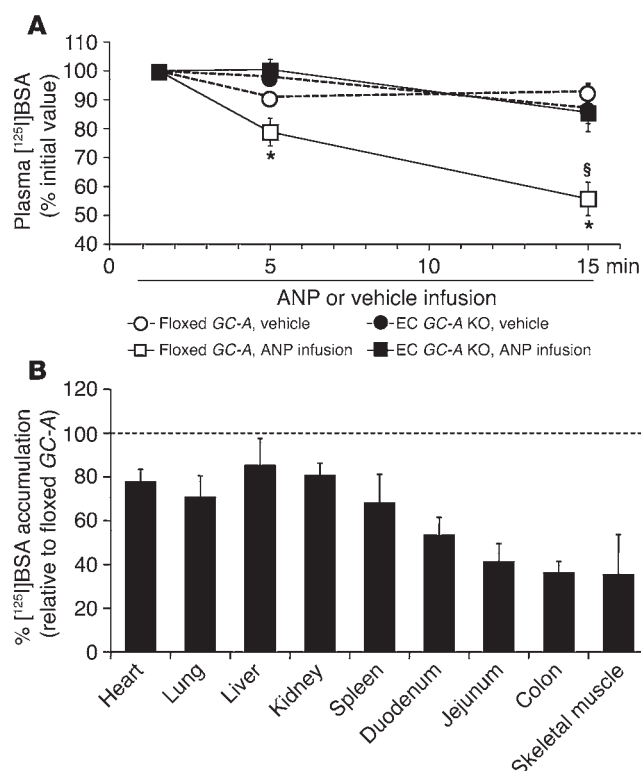 A
Plasma [¹²⁵I]BSA
(% initial value)
110
100
90
80
70
60
50
40
*
§
*
0
5
10
15 min
ANP or vehicle infusion
Floxed GC-A, vehicle
EC GC-A KO, vehicle
Floxed GC-A, ANP infusion
EC GC-A KO, ANP infusion
B
% [¹²⁵I]BSA accumulation
(relative to floxed GC-A)
120
100
80
60
40
20
0
Heart
Lung
Liver
Kidney
Spleen
Duodenum
Jejunum
Colon
Skeletal muscle